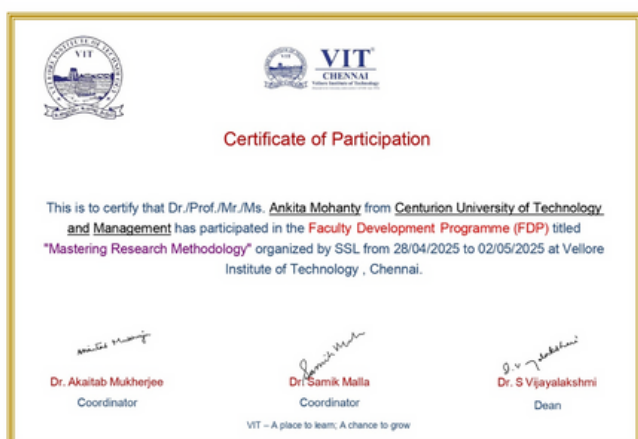 VIT
VIT
CHENNAI
Vellore Institute of Technology
Certificate of Participation
This is to certify that Dr./Prof./Mr./Ms. Ankita Mohanty from Centurion University of Technology
and Management has participated in the Faculty Development Programme (FDP) titled
"Mastering Research Methodology" organized by SSL from 28/04/2025 to 02/05/2025 at Vellore
Institute of Technology , Chennai.
Dr. Akaitab Mukherjee
Dr. Samik Malla
Dr. S Vijayalakshmi
Coordinator
Coordinator
Dean
VIT – A place to learn; A chance to grow